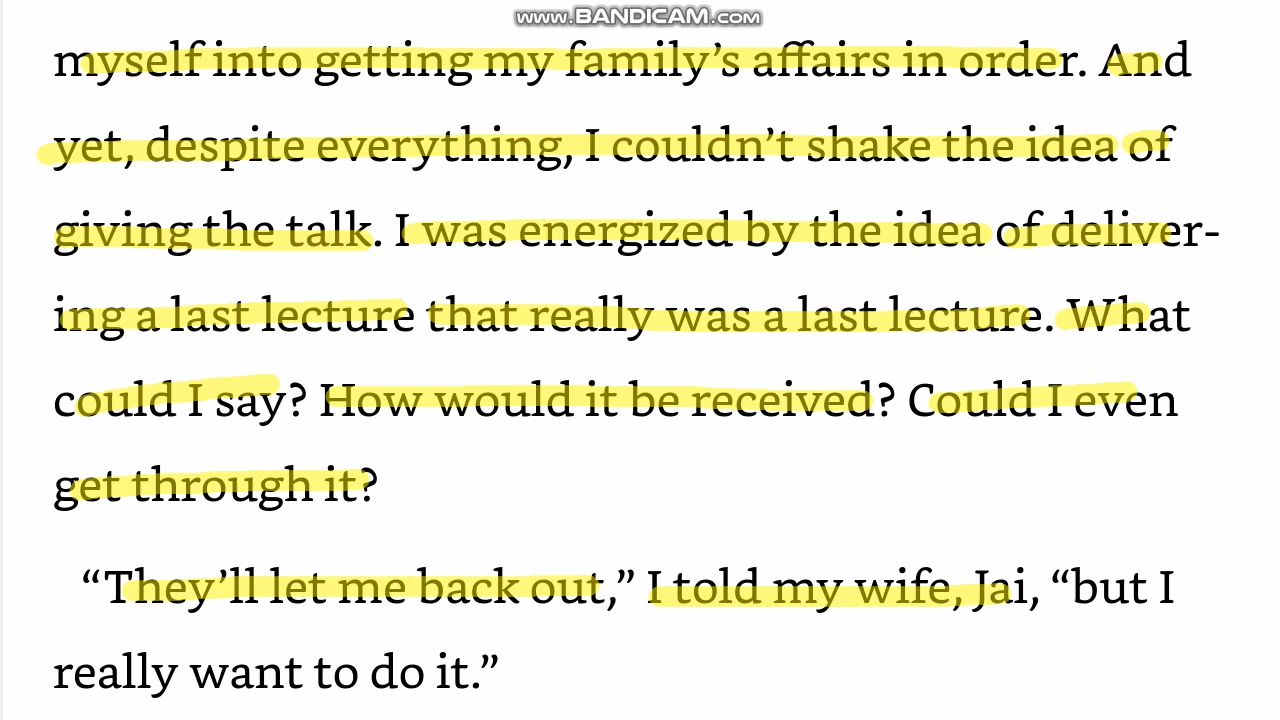 www.BANDICAM.com
myself into getting my family’s affairs in order. And
yet, despite everything, I couldn’t shake the idea of
giving the talk. I was energized by the idea of deliver-
ing a last lecture that really was a last lecture. What
could I say? How would it be received? Could I even
get through it?
“They’ll let me back out,” I told my wife, Jai, “but I
really want to do it.”